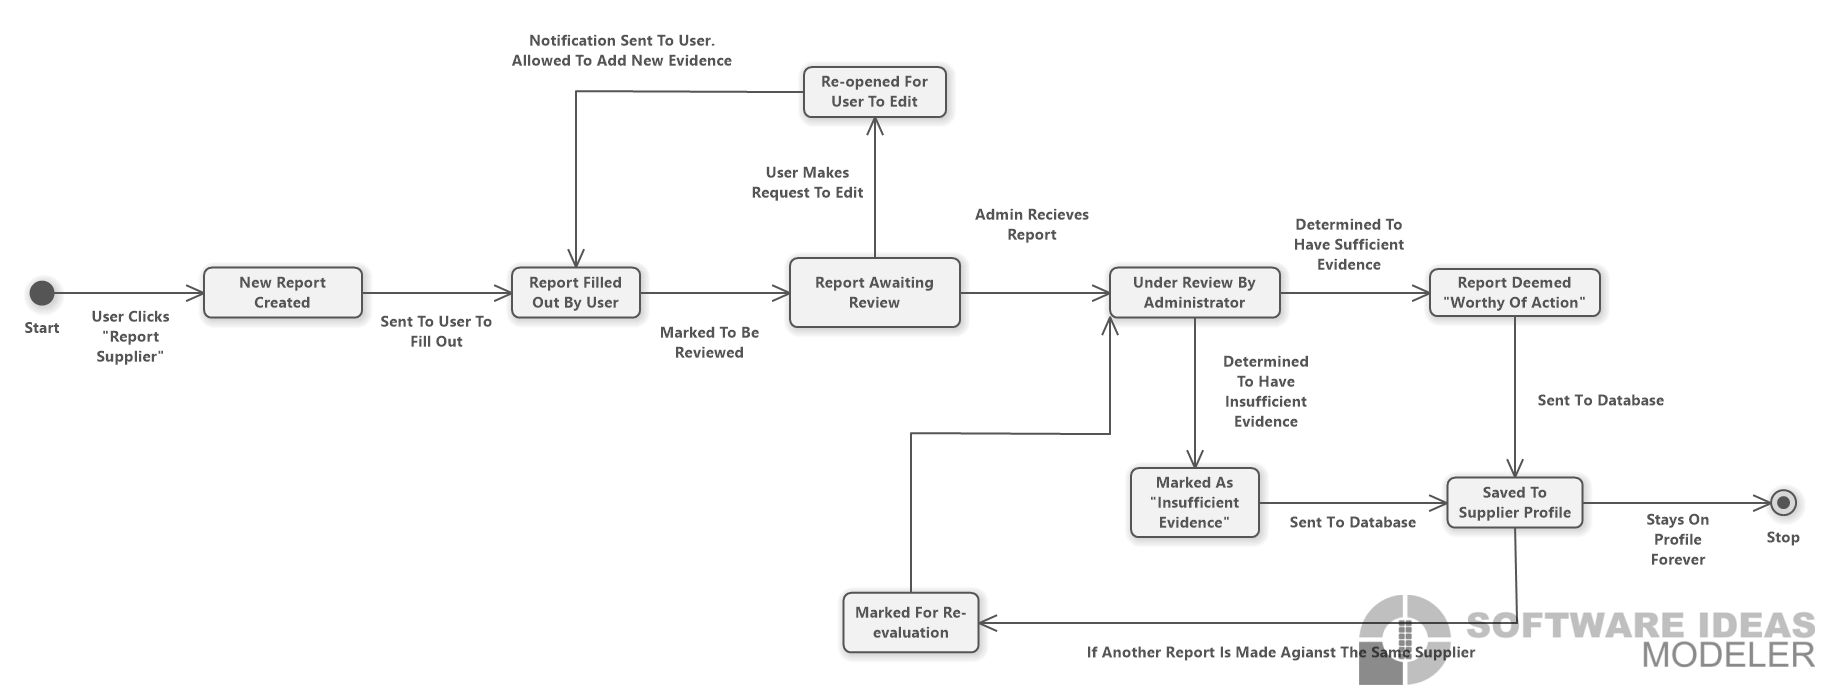 Notification Sent To User.
Allowed To Add New Evidence
Re-opened For
User To Edit
User Makes
Request To Edit
Admin Recieves
Report
Determined To
Have Sufficient
Evidence
Start
User Clicks
"Report
Supplier"
New Report
Created
Sent To User To
Fill Out
Report Filled
Out By User
Marked To Be
Reviewed
Report Awaiting
Review
Under Review By
Administrator
Report Deemed
"Worthy Of Action"
Determined
To Have
Insufficient
Evidence
Sent To Database
Marked As
"Insufficient
Evidence"
Sent To Database
Saved To
Supplier Profile
Stays On
Profile
Forever
Stop
Marked For Re-
evaluation
If Another Report Is Made Agianst The Same Supplier
SOFTWARE IDEAS
MODELER